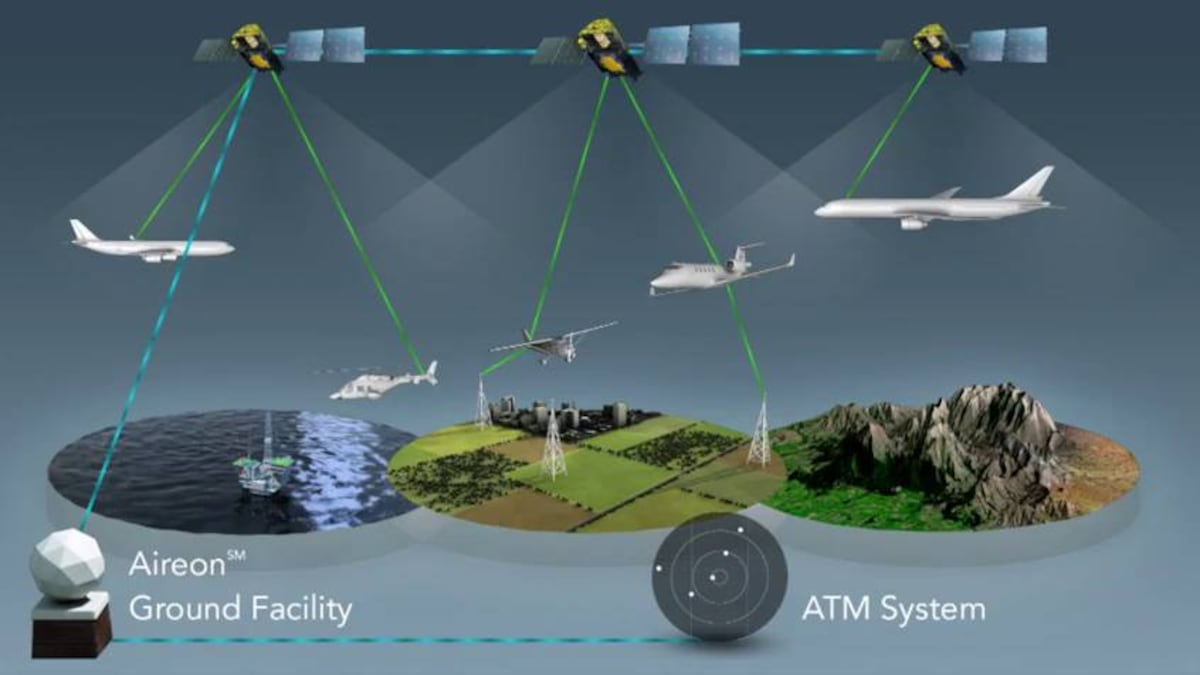 Aireon℠
Ground Facility
ATM System